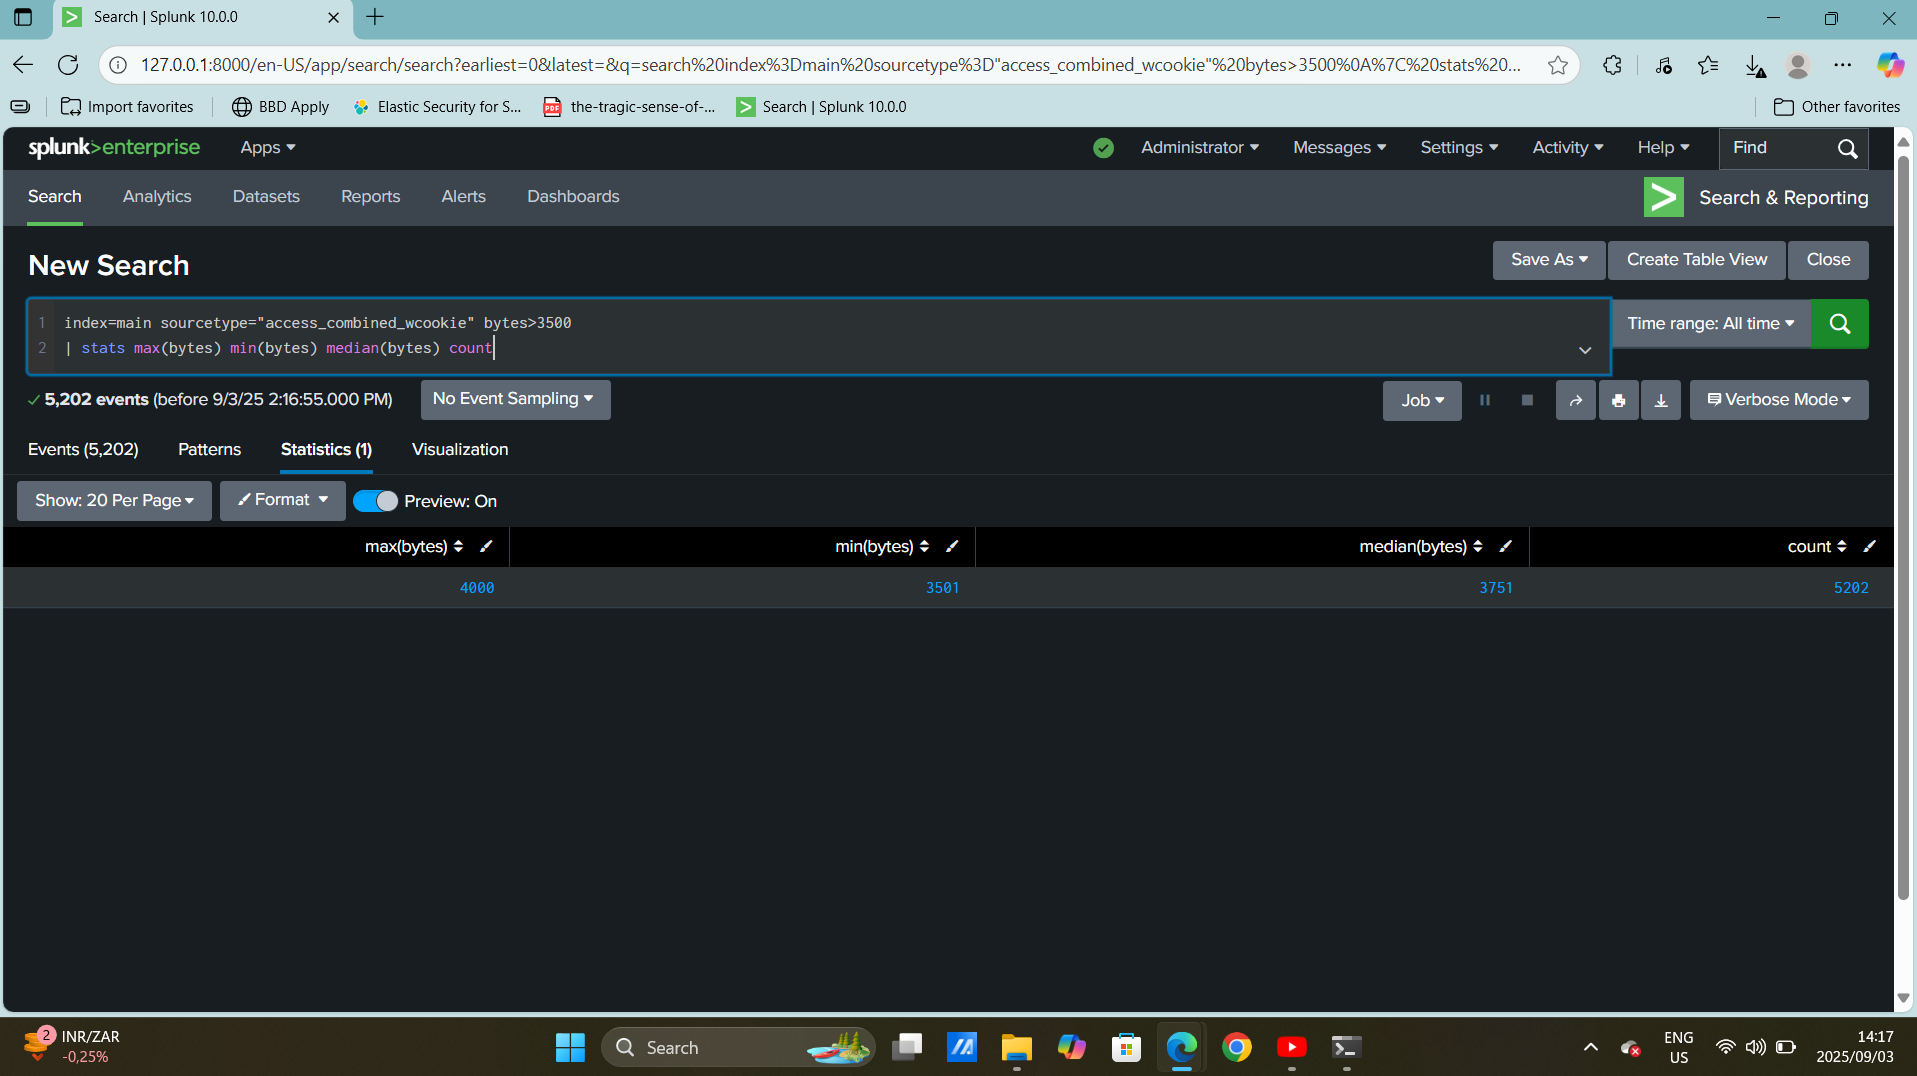 Search | Splunk 10.0.0
127.0.0.1:8000/en-US/app/search/search?earliest=0&latest=&q=search%20index%3Dmain%20sourcetype%3D"access_combined_wcookie"%20bytes>3500%0A%7C%20stats%20...
Import favorites BBD Apply Elastic Security for S... PDF the-tragic-sense-of-... Search | Splunk 10.0.0 Other favorites
splunk>enterprise Apps Administrator Messages Settings Activity Help Find
Search Analytics Datasets Reports Alerts Dashboards Search & Reporting
New Search Save As Create Table View Close
1 index=main sourcetype="access_combined_wcookie" bytes>3500 Time range: All time
2 | stats max(bytes) min(bytes) median(bytes) count
5,202 events (before 9/3/25 2:16:55.000 PM) No Event Sampling Job Verbose Mode
Events (5,202) Patterns Statistics (1) Visualization
Show: 20 Per Page Format Preview: On
max(bytes) min(bytes) median(bytes) count
4000 3501 3751 5202
2 INR/ZAR Search ENG 14:17
-0,25% US 2025/09/03